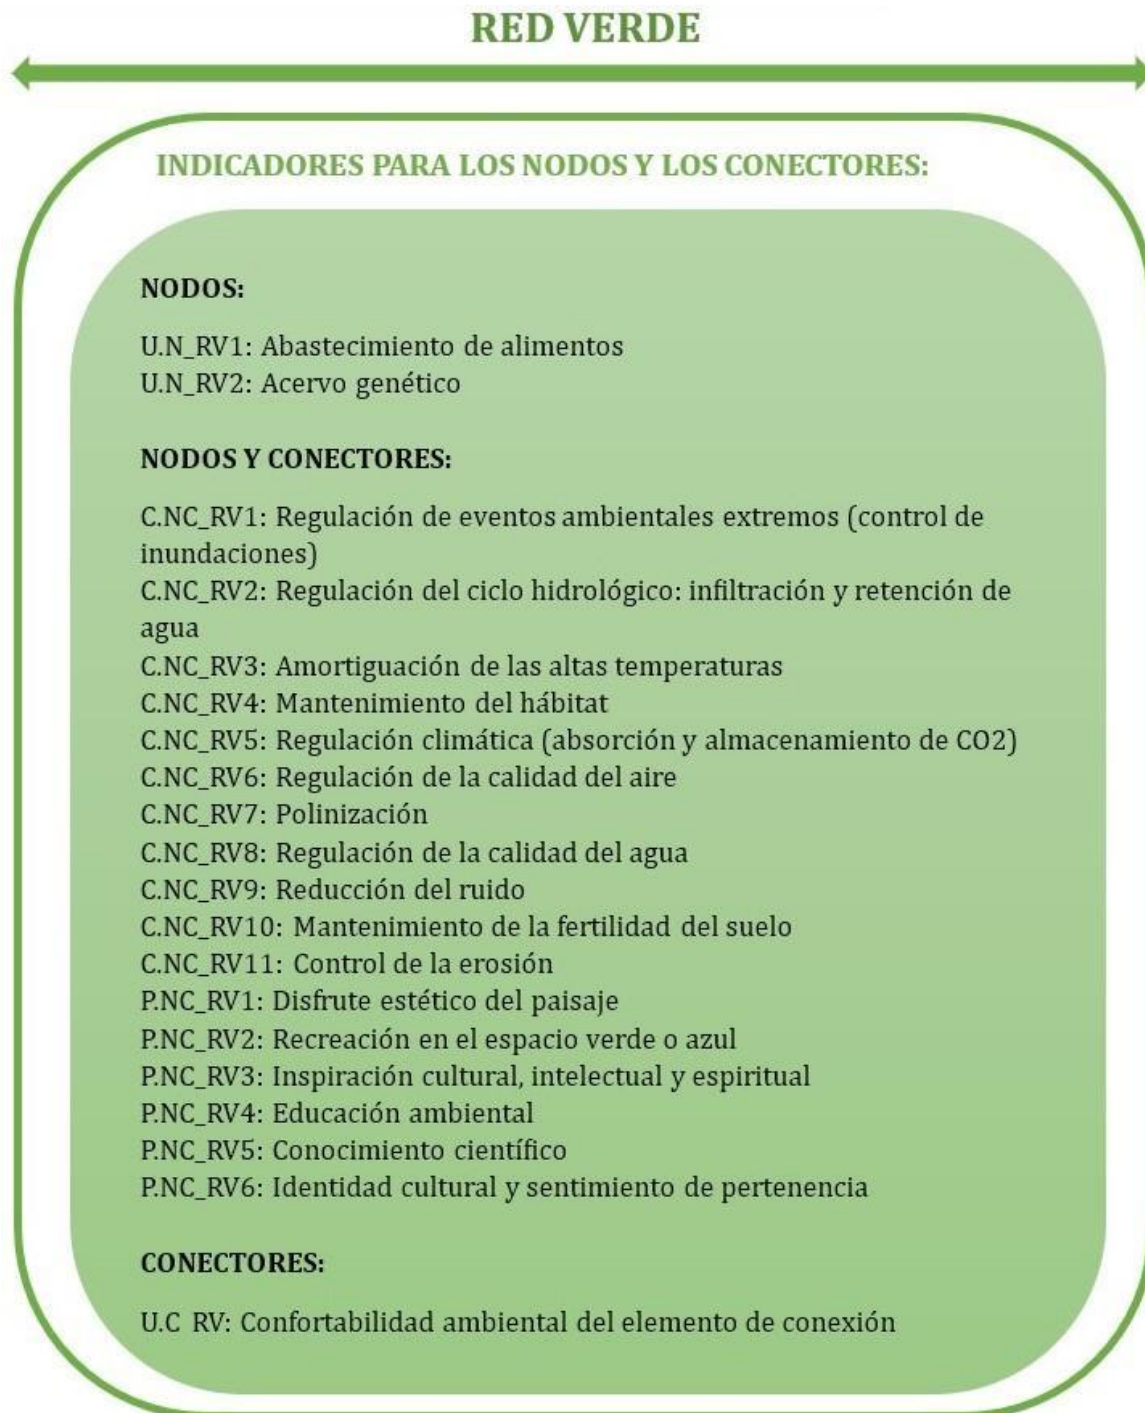 RED VERDE
INDICADORES PARA LOS NODOS Y LOS CONECTORES:
NODOS:
U.N_RV1: Abastecimiento de alimentos
U.N_RV2: Acervo genético
NODOS Y CONECTORES:
C.NC_RV1: Regulación de eventos ambientales extremos (control de
inundaciones)
C.NC_RV2: Regulación del ciclo hidrológico: infiltración y retención de
agua
C.NC_RV3: Amortiguación de las altas temperaturas
C.NC_RV4: Mantenimiento del hábitat
C.NC_RV5: Regulación climática (absorción y almacenamiento de CO2)
C.NC_RV6: Regulación de la calidad del aire
C.NC_RV7: Polinización
C.NC_RV8: Regulación de la calidad del agua
C.NC_RV9: Reducción del ruido
C.NC_RV10: Mantenimiento de la fertilidad del suelo
C.NC_RV11: Control de la erosión
P.NC_RV1: Disfrute estético del paisaje
P.NC_RV2: Recreación en el espacio verde o azul
P.NC_RV3: Inspiración cultural, intelectual y espiritual
P.NC_RV4: Educación ambiental
P.NC_RV5: Conocimiento científico
P.NC_RV6: Identidad cultural y sentimiento de pertenencia
CONECTORES:
U.C RV: Confortabilidad ambiental del elemento de conexión